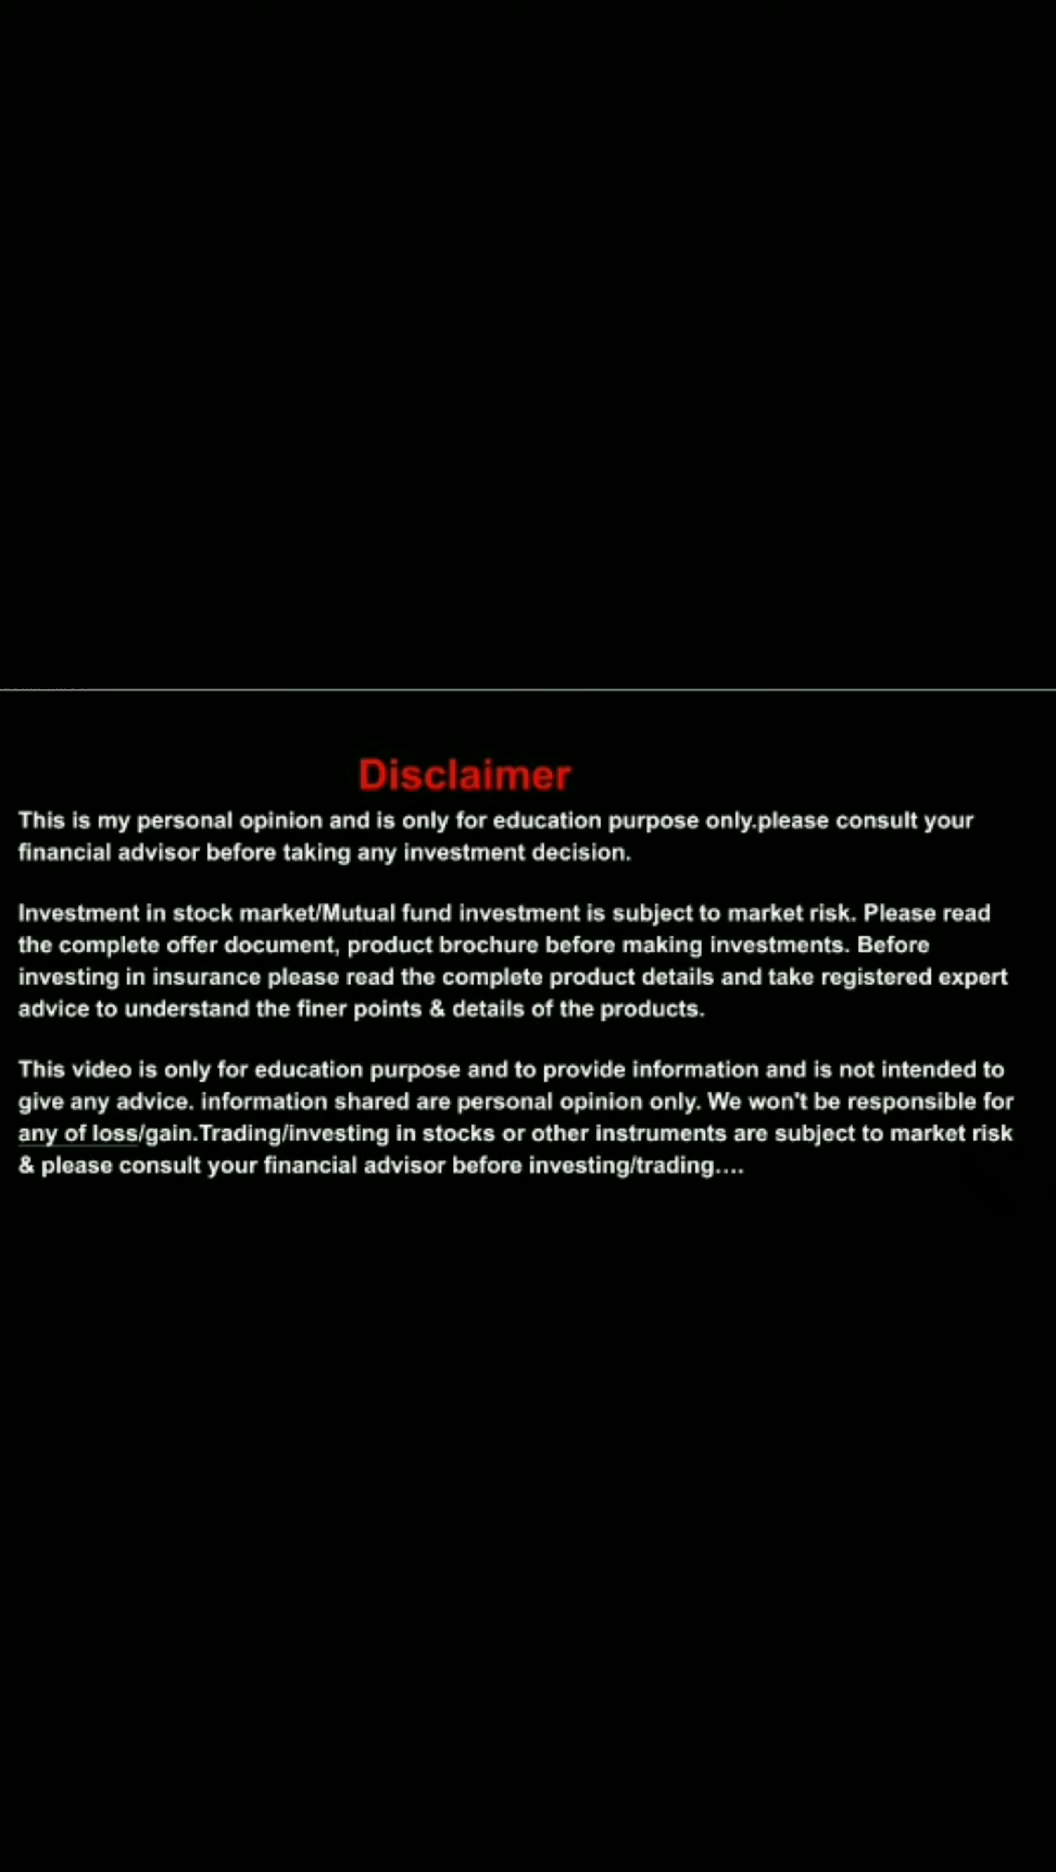 Disclaimer
This is my personal opinion and is only for education purpose only.please consult your
financial advisor before taking any investment decision.
Investment in stock market/Mutual fund investment is subject to market risk. Please read
the complete offer document, product brochure before making investments. Before
investing in insurance please read the complete product details and take registered expert
advice to understand the finer points & details of the products.
This video is only for education purpose and to provide information and is not intended to
give any advice. information shared are personal opinion only. We won't be responsible for
any of loss/gain.Trading/investing in stocks or other instruments are subject to market risk
& please consult your financial advisor before investing/trading....